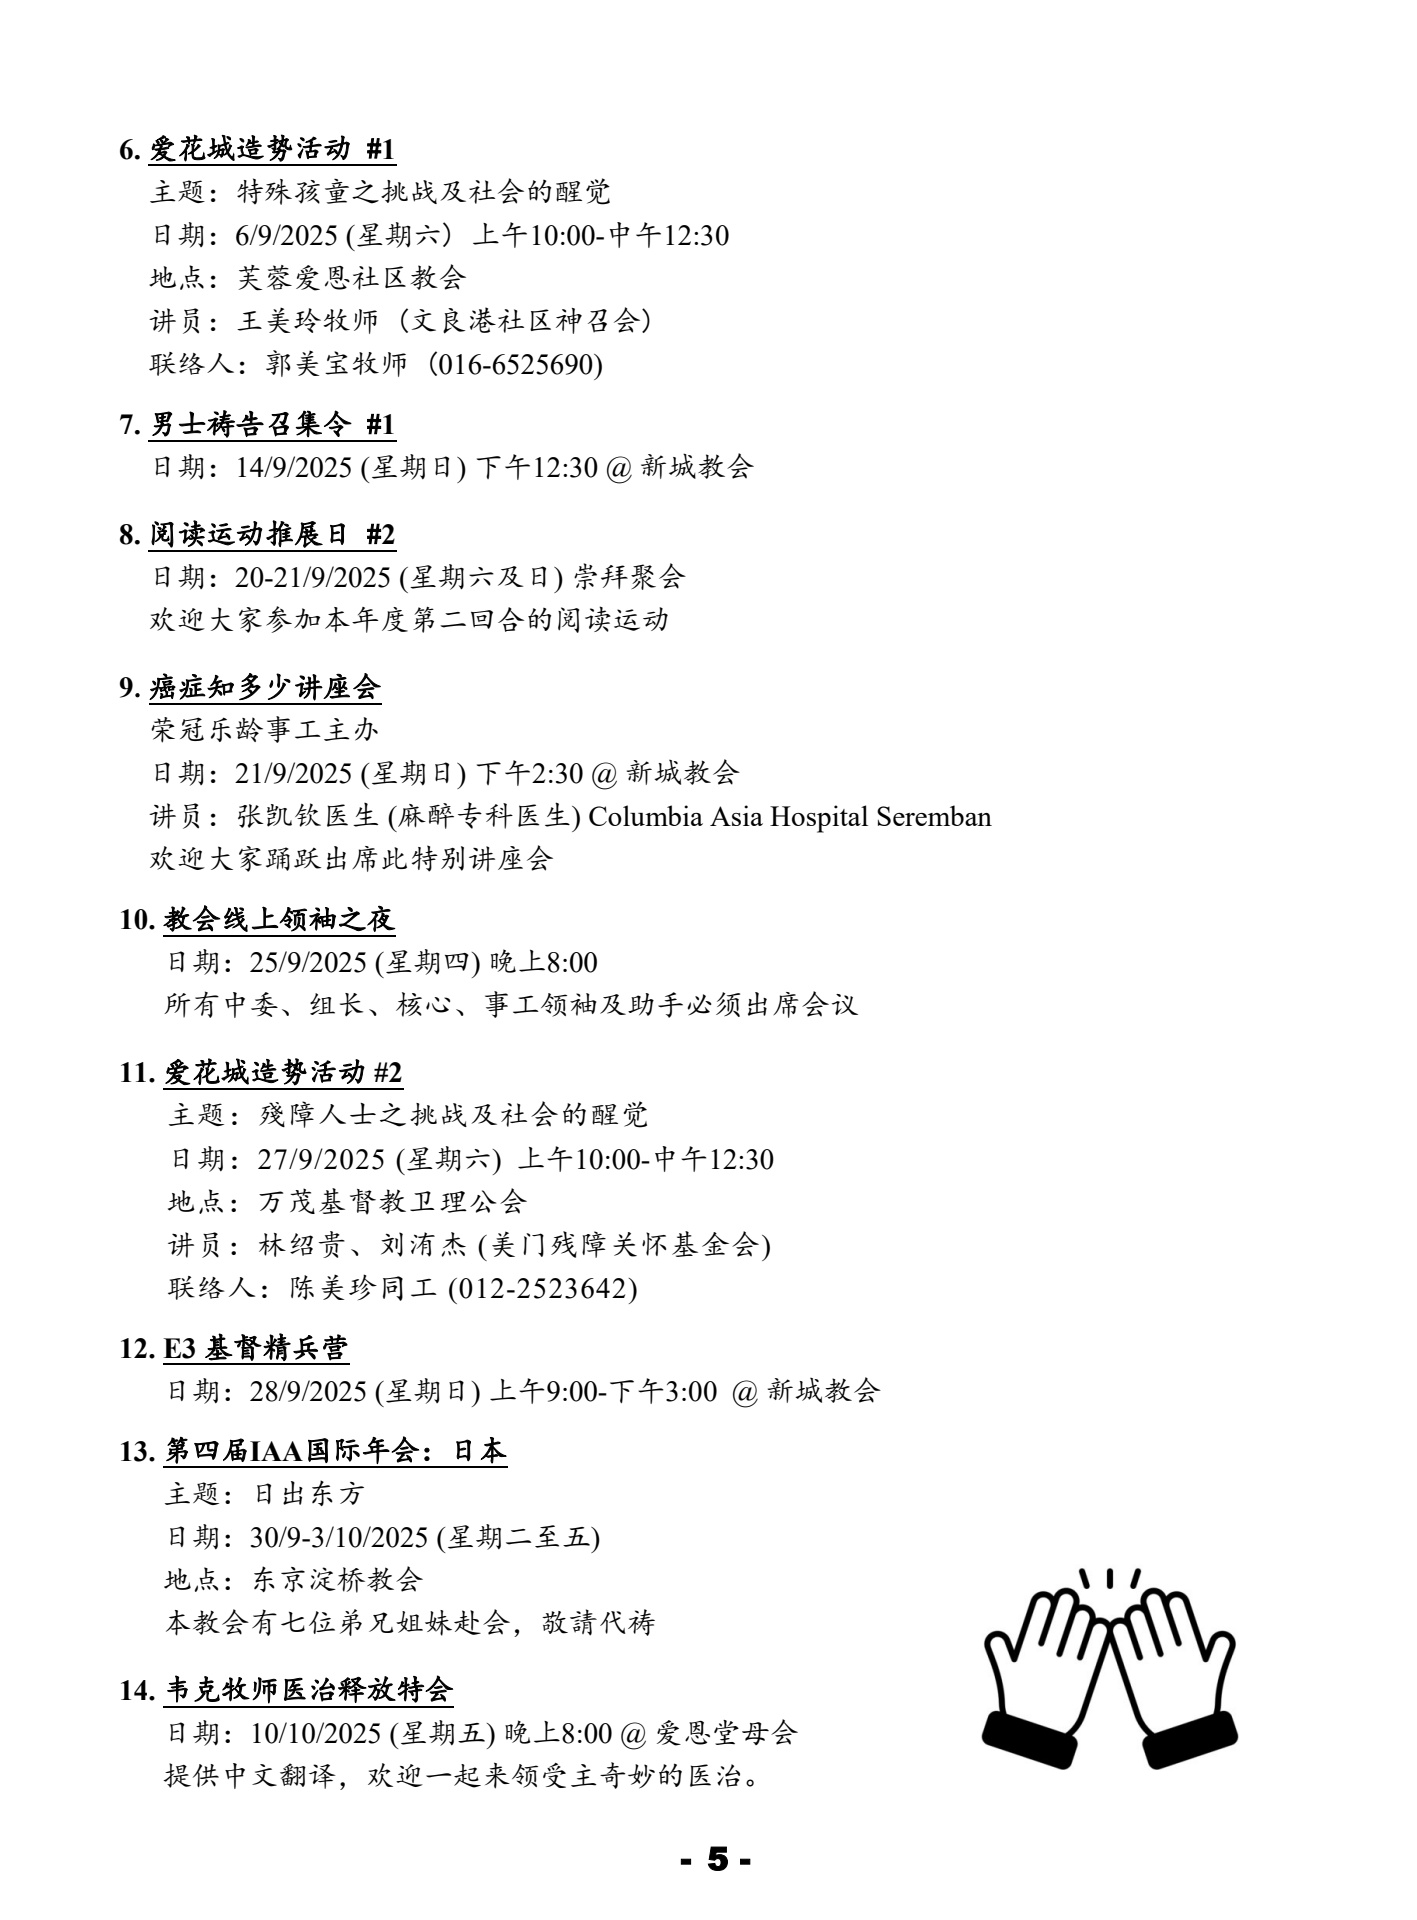 6. 爱花城造势活动 #1
主题：特殊孩童之挑战及社会的醒觉
日期：6/9/2025 (星期六）上午10:00-中午12:30
地点：芙蓉爱恩社区教会
讲员：王美玲牧师（文良港社区神召会）
联络人：郭美宝牧师（016-6525690)
7. 男士祷告召集令 #1
日期：14/9/2025 (星期日) 下午12:30 @ 新城教会
8. 阅读运动推展日 #2
日期：20-21/9/2025 (星期六及日) 崇拜聚会
欢迎大家参加本年度第二回合的阅读运动
9. 癌症知多少讲座会
荣冠乐龄事工主办
日期：21/9/2025 (星期日) 下午2:30 @ 新城教会
讲员：张凯钦医生 (麻醉专科医生) Columbia Asia Hospital Seremban
欢迎大家踊跃出席此特别讲座会
10. 教会线上领袖之夜
日期：25/9/2025 (星期四) 晚上8:00
所有中委、组长、核心、事工领袖及助手必须出席会议
11. 爱花城造势活动 #2
主题：殘障人士之挑战及社会的醒觉
日期：27/9/2025 (星期六) 上午10:00-中午12:30
地点：万茂基督教卫理公会
讲员：林绍贵、刘洧杰 (美门残障关怀基金会)
联络人：陈美珍同工 (012-2523642)
12. E3 基督精兵营
日期：28/9/2025 (星期日) 上午9:00-下午3:00 @ 新城教会
13. 第四届IAA国际年会：日本
主题：日出东方
日期：30/9-3/10/2025 (星期二至五)
地点：东京淀桥教会
本教会有七位弟兄姐妹赴会，敬請代祷
14. 韦克牧师医治释放特会
日期：10/10/2025 (星期五) 晚上8:00 @ 爱恩堂母会
提供中文翻译，欢迎一起来领受主奇妙的医治。
- 5 -